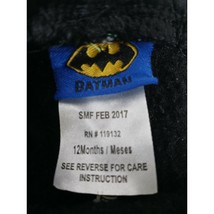 BATMAN
SMF FEB 2017
RN # 119132
12Months / Meses
SEE REVERSE FOR CARE
INSTRUCTION